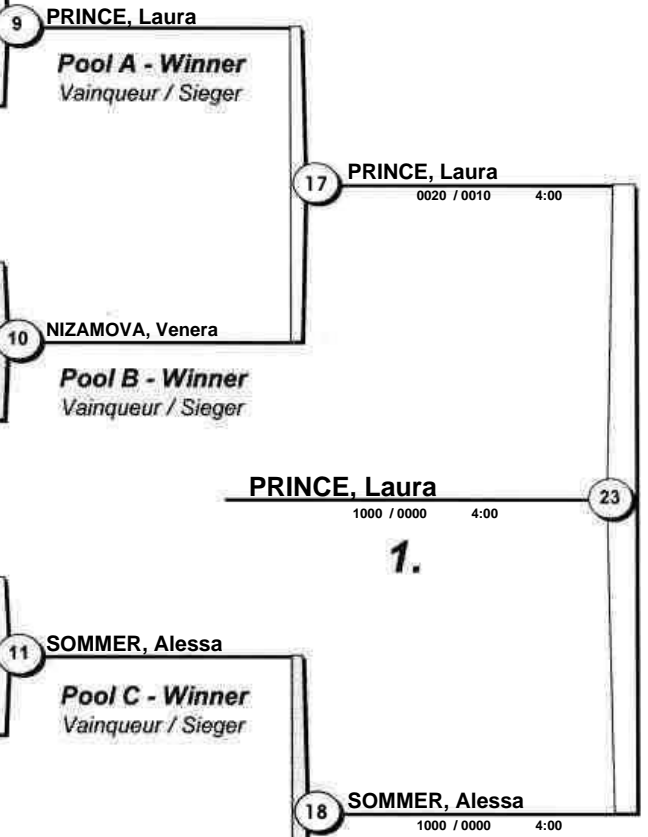 9 PRINCE, Laura
Pool A - Winner
Vainqueur / Sieger
17 PRINCE, Laura
0020 / 0010 4:00
10 NIZAMOVA, Venera
Pool B - Winner
Vainqueur / Sieger
PRINCE, Laura 23
1000 / 0000 4:00
1.
11 SOMMER, Alessa
Pool C - Winner
Vainqueur / Sieger
18 SOMMER, Alessa
1000 / 0000 4:00